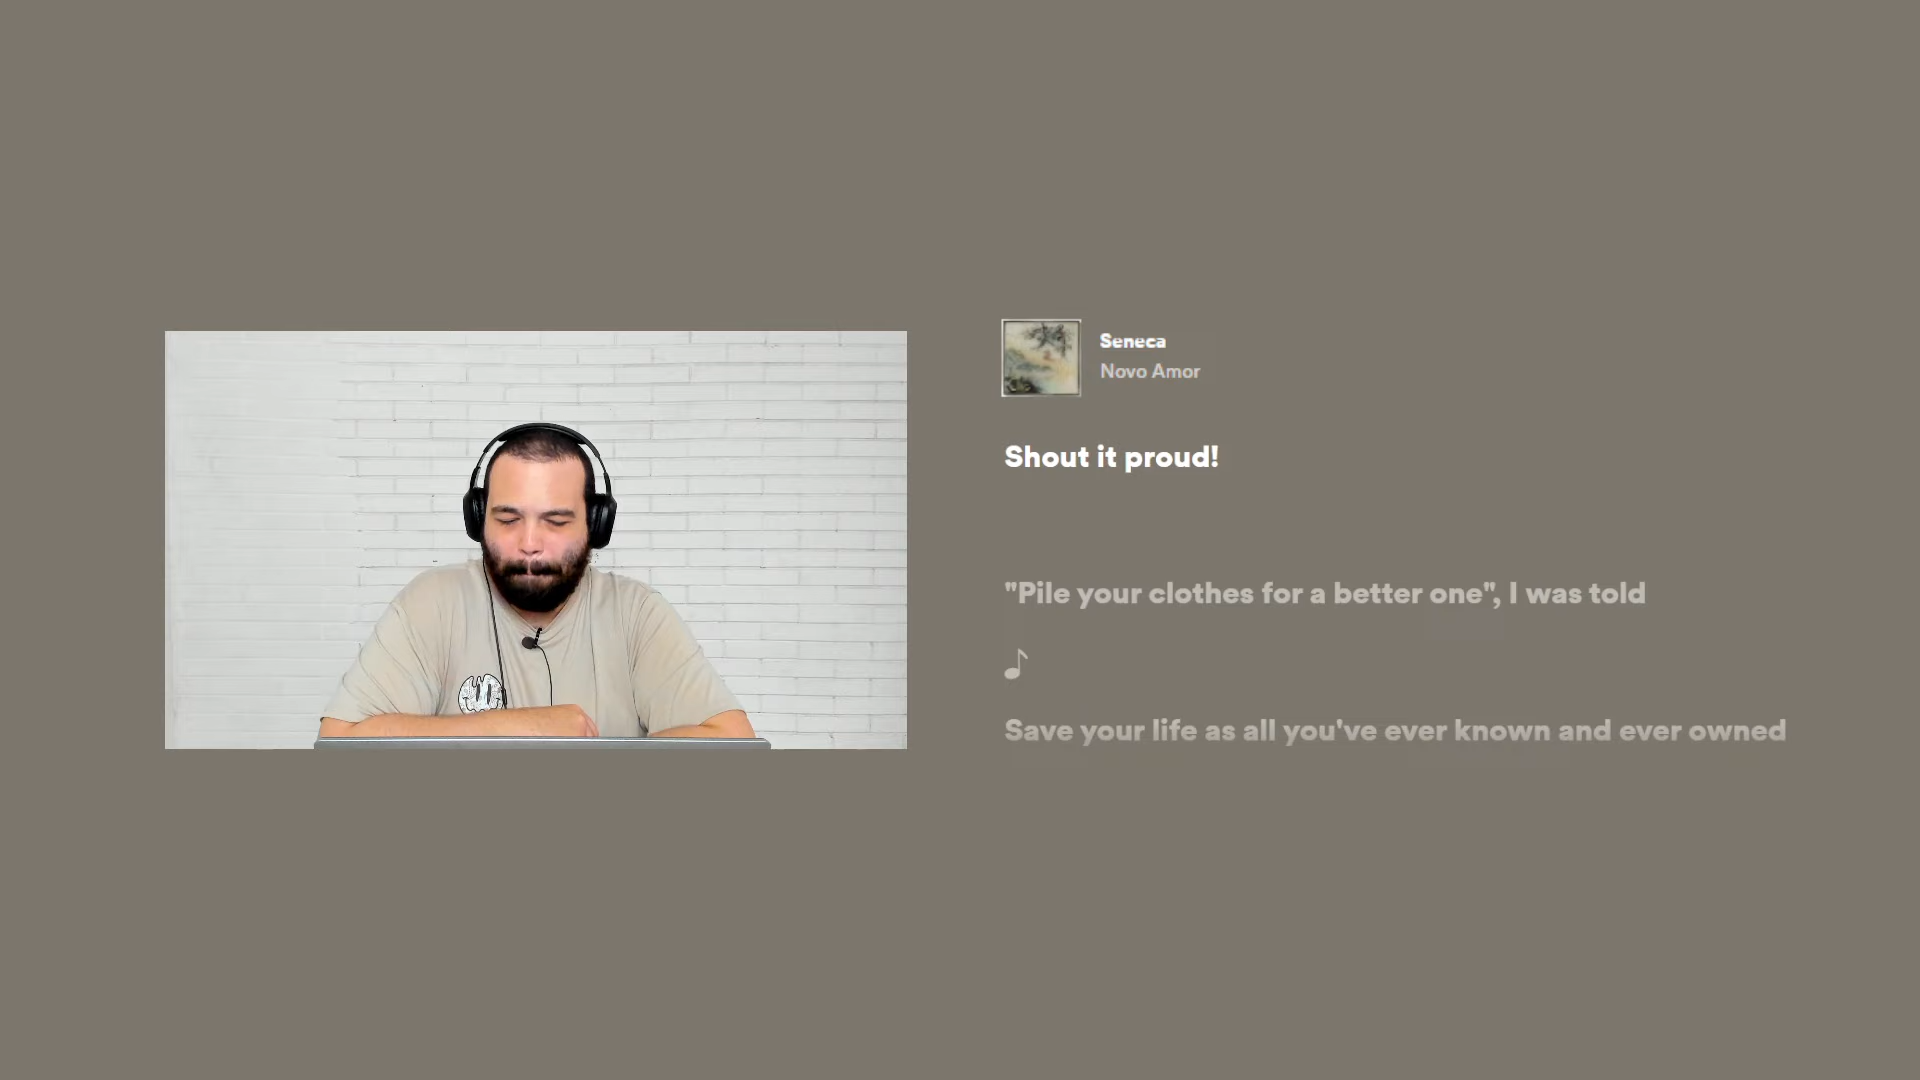 Seneca
Novo Amor
Shout it proud!
"Pile your clothes for a better one", I was told
♪
Save your life as all you've ever known and ever owned